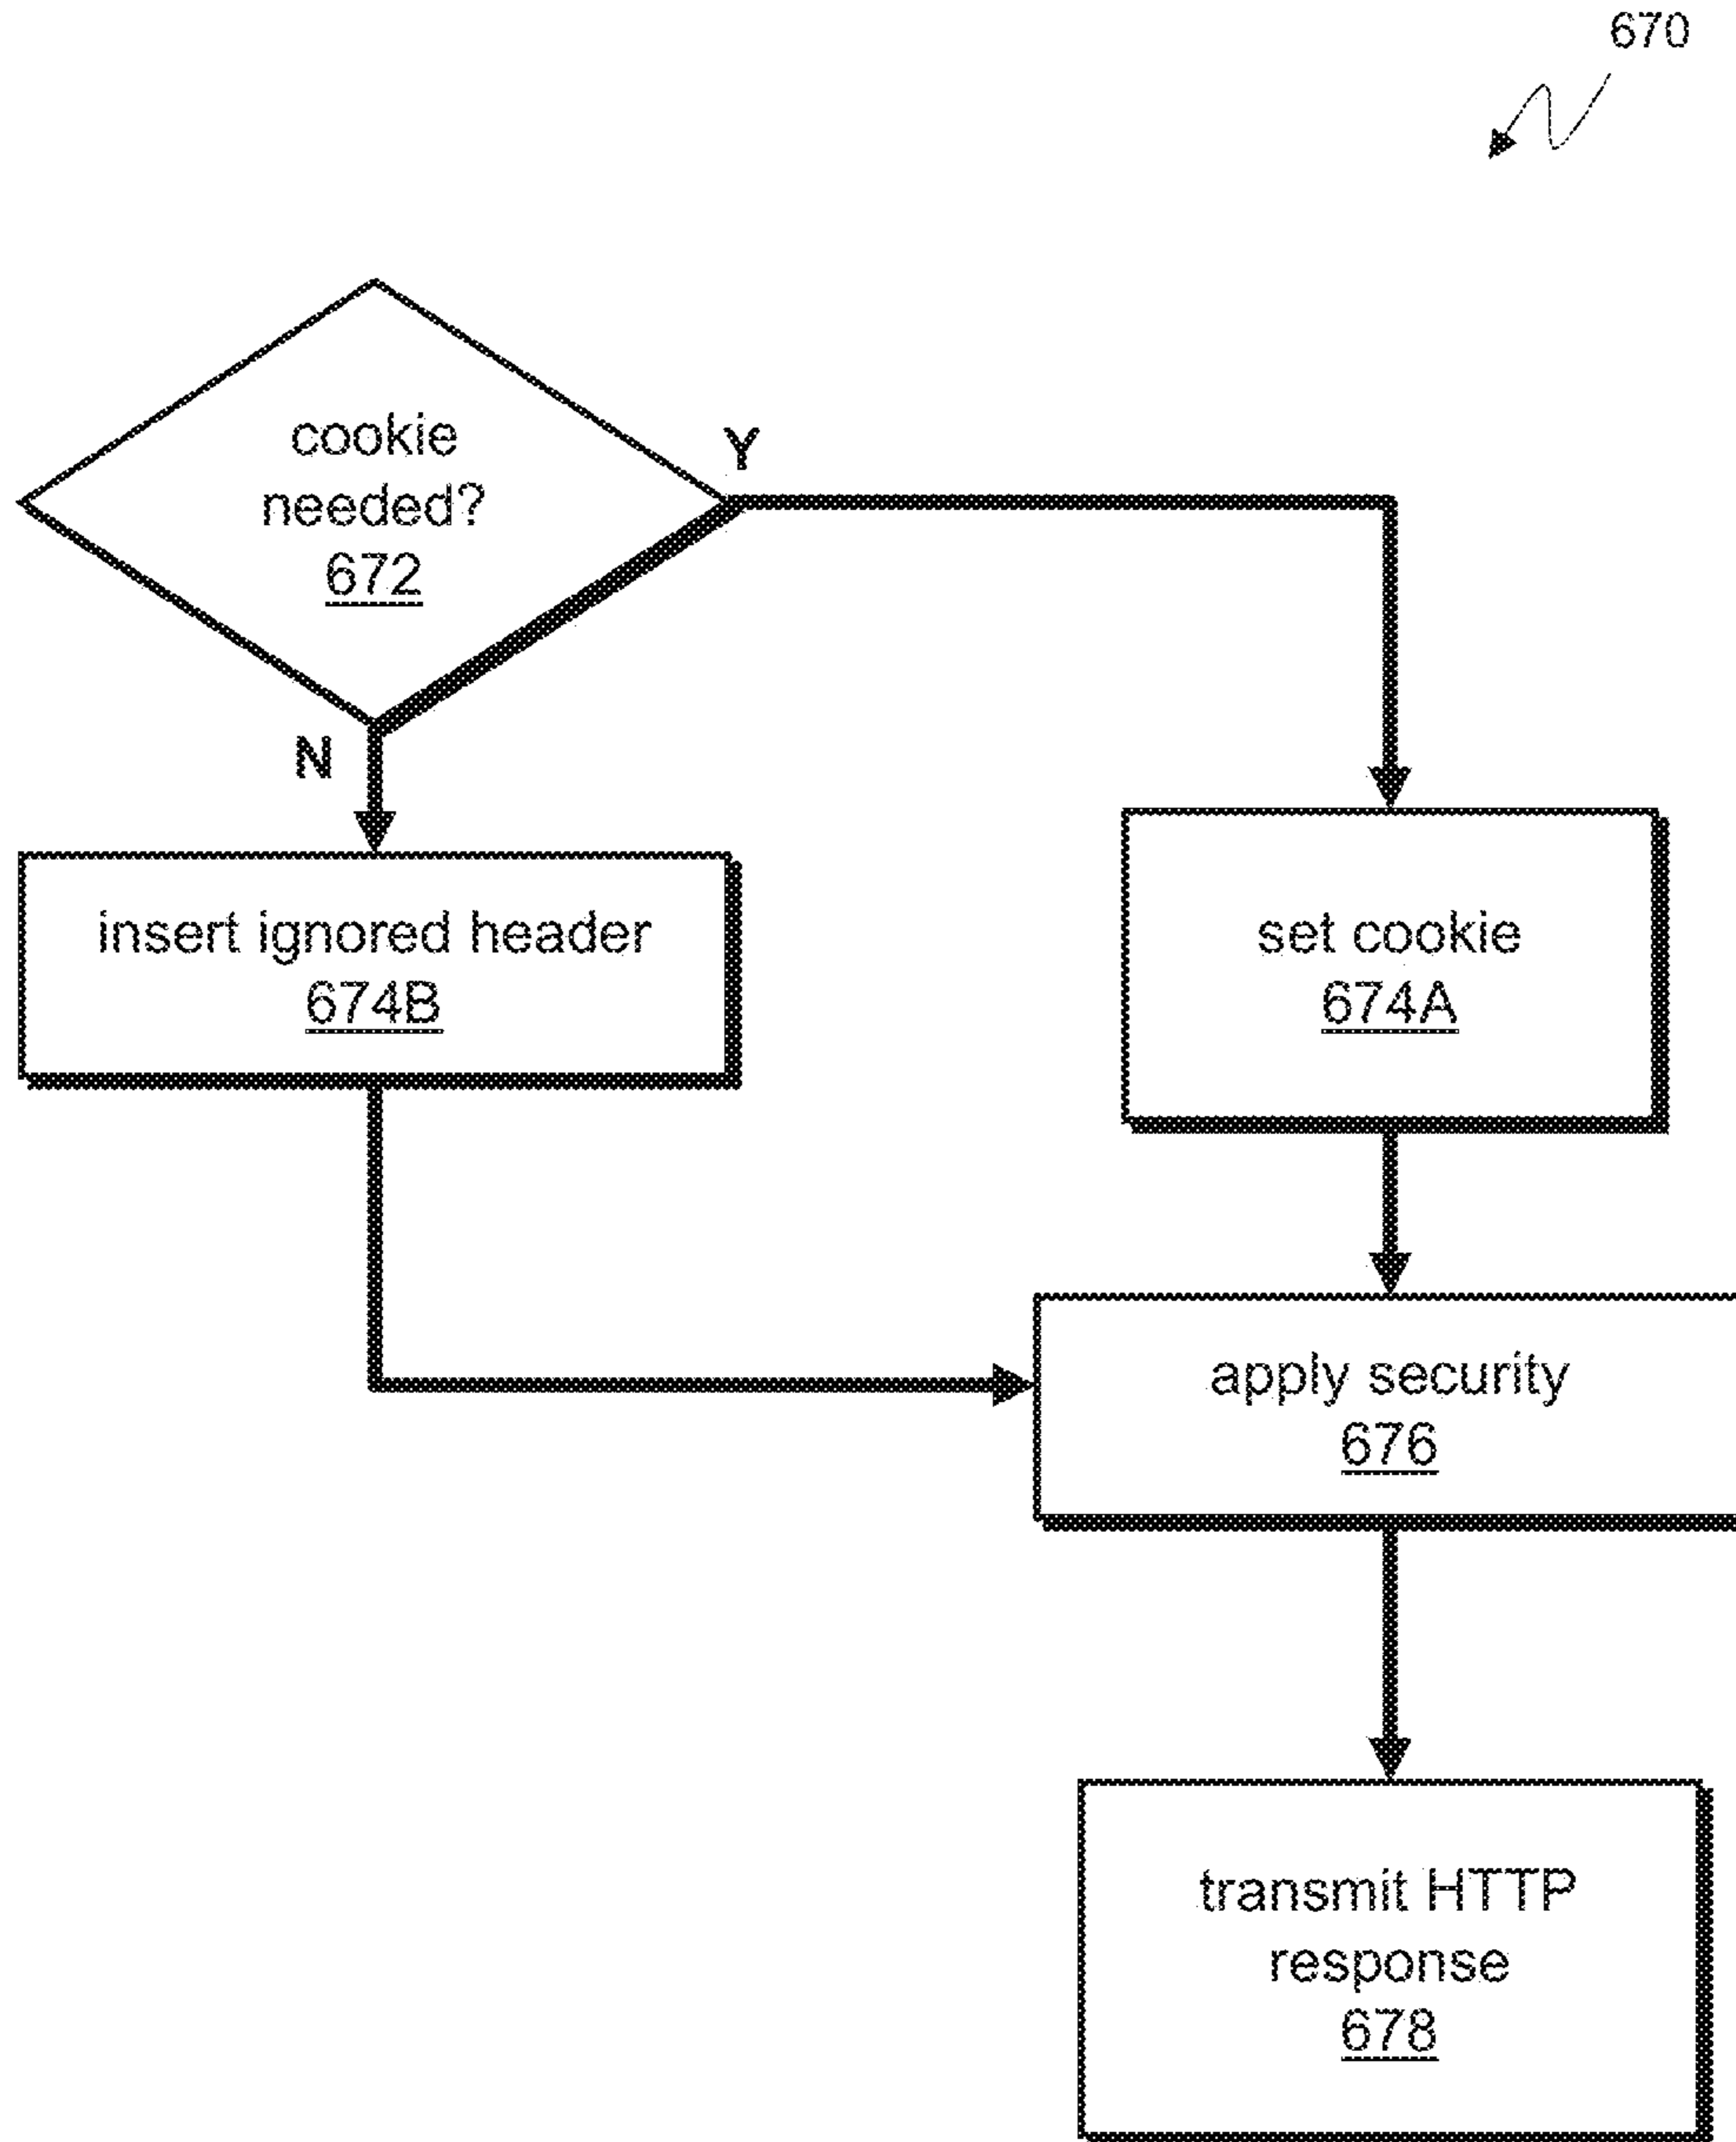 670
cookie
needed?
672
Y
N
insert ignored header
674B
set cookie
674A
apply security
676
transmit HTTP
response
678